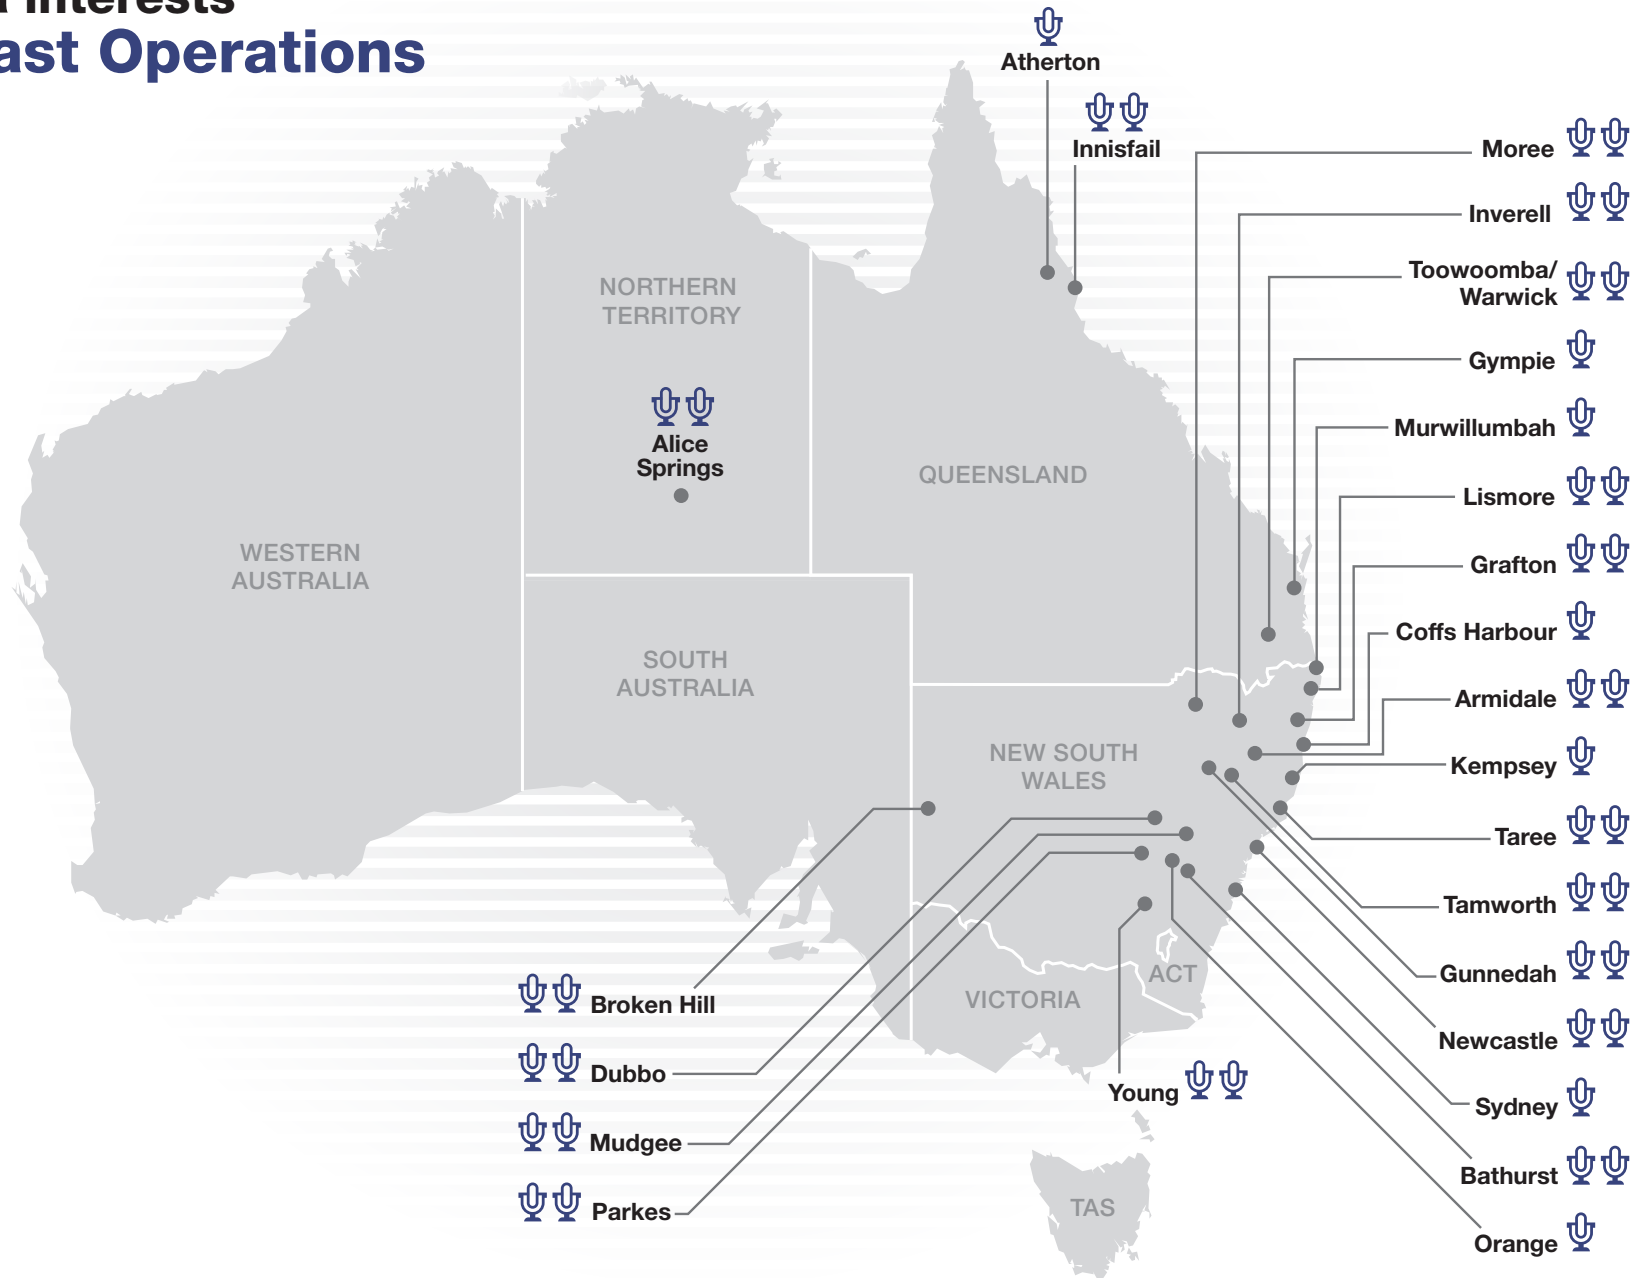 Interests
Operations
Atherton
Innisfail
Moree
Inverell
Toowoomba/
Warwick
Gympie
Murwillumbah
Lismore
Grafton
Coffs Harbour
Armidale
Kempsey
Taree
Tamworth
Gunnedah
Newcastle
Sydney
Bathurst
Orange
NORTHERN
TERRITORY
Alice
Springs
QUEENSLAND
WESTERN
AUSTRALIA
SOUTH
AUSTRALIA
NEW SOUTH
WALES
ACT
VICTORIA
Broken Hill
Dubbo
Mudgee
Parkes
Young
TAS